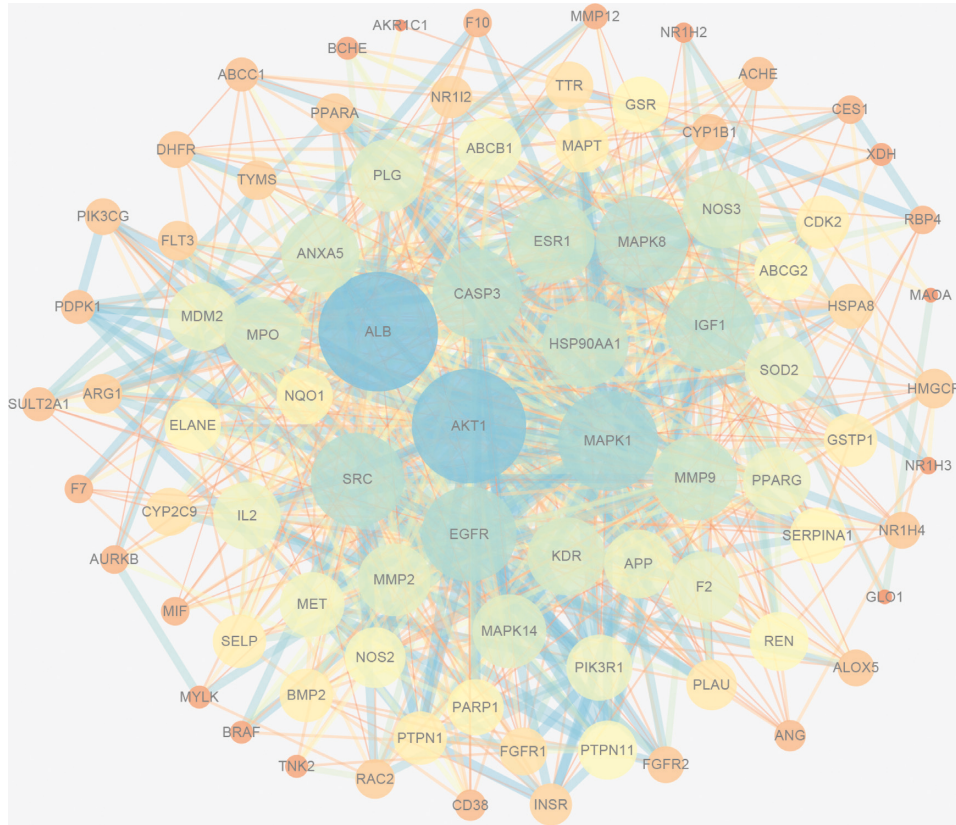 AKR1C1
F10
MMP12
NR1H2
BCHE
ABCC1
ACHE
NR1I2
TTR
GSR
PPARA
CES1
CYP1B1
DHFR
ABCB1
MAPT
XDH
TYMS
PLG
PIK3CG
NOS3
RBP4
CDK2
FLT3
ANXA5
ESR1
MAPK8
ABCG2
CASP3
MAOA
PDPK1
HSPA8
MDM2
MPO
ALB
HSP90AA1
IGF1
SOD2
HMGCR
ARG1
NQO1
SULT2A1
ELANE
AKT1
MAPK1
GSTP1
NR1H3
SRC
MMP9
PPARG
F7
CYP2C9
IL2
NR1H4
SERPINA1
EGFR
AURKB
KDR
APP
MMP2
F2
GLO1
MIF
MET
MAPK14
SELP
REN
NOS2
PIK3R1
ALOX5
MYLK
BMP2
PLAU
PARP1
BRAF
PTPN1
ANG
FGFR1
PTPN11
TNK2
FGFR2
RAC2
CD38
INSR